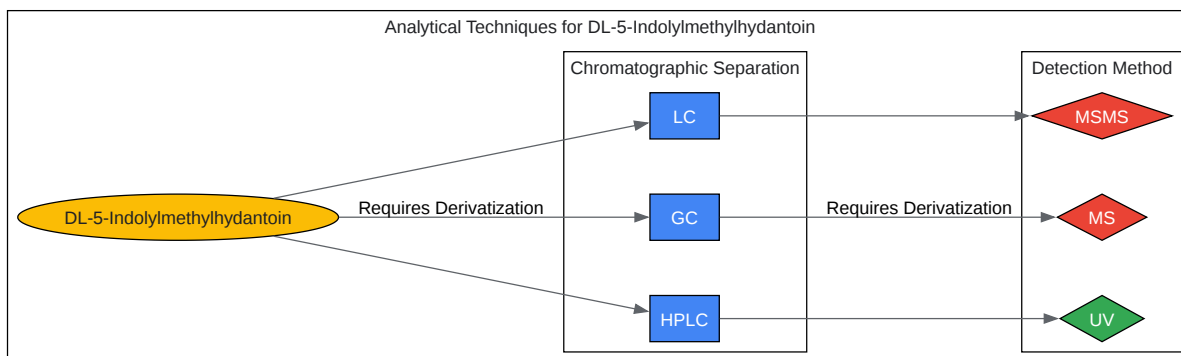 Analytical Techniques for DL-5-Indolylmethylhydantoin
Chromatographic Separation
Detection Method
LC
MSMS
DL-5-Indolylmethylhydantoin
Requires Derivatization
GC
Requires Derivatization
MS
HPLC
UV